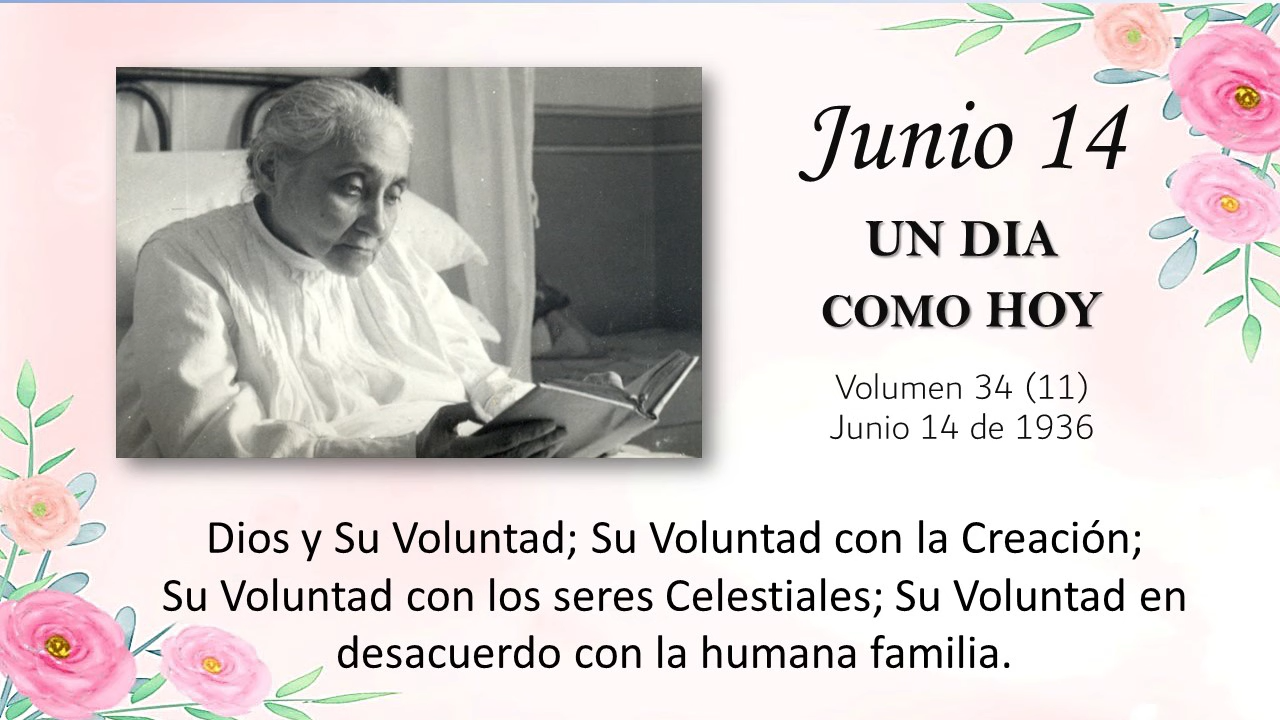 Junio 14
UN DIA
COMO HOY
Volumen 34 (11)
Junio 14 de 1936
Dios y Su Voluntad; Su Voluntad con la Creación;
Su Voluntad con los seres Celestiales; Su Voluntad en
desacuerdo con la humana familia.